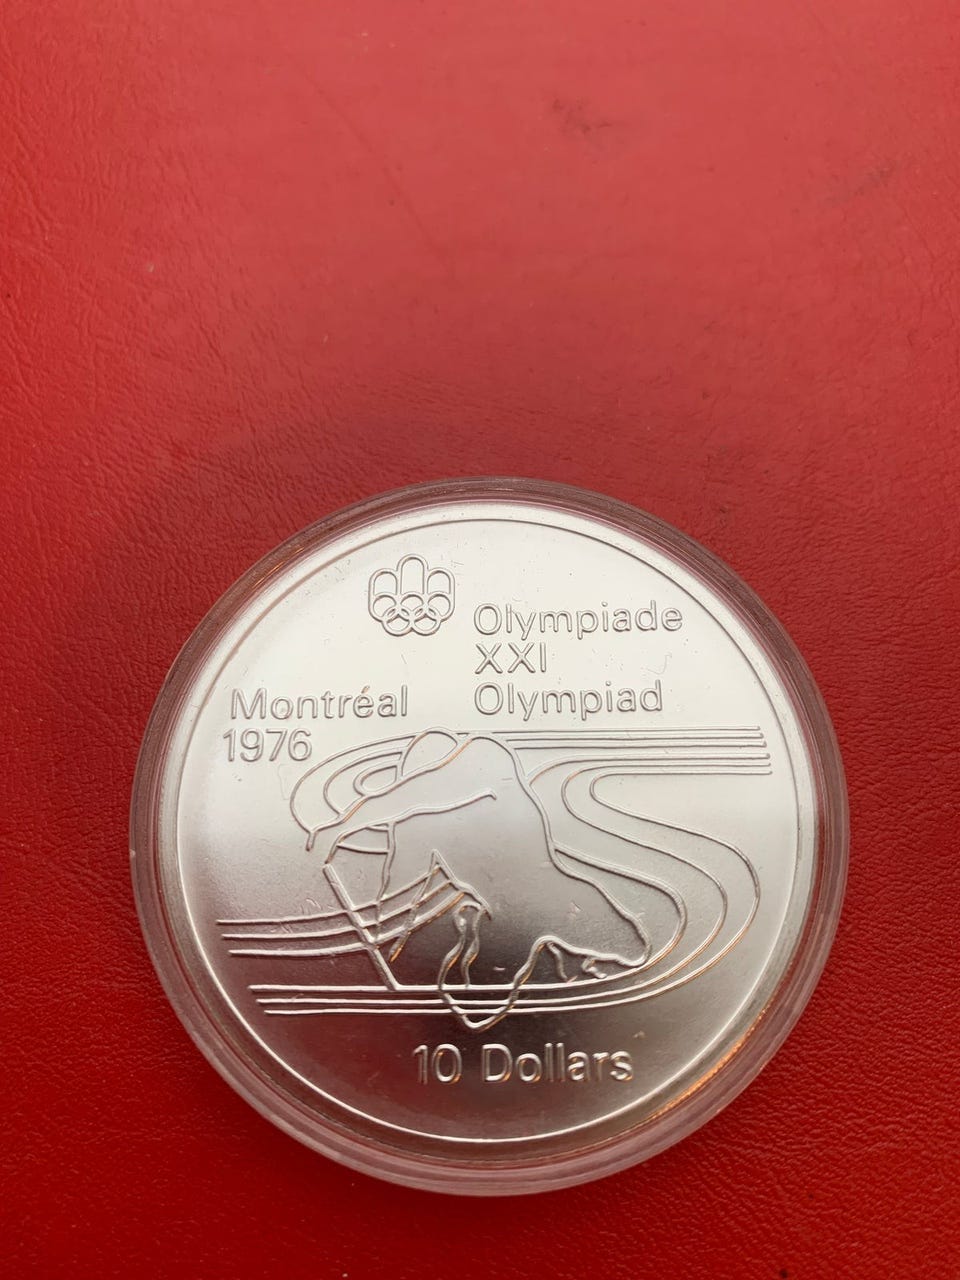 Olympiade
XXI
Olympiad
Montréal
1976
10 Dollars